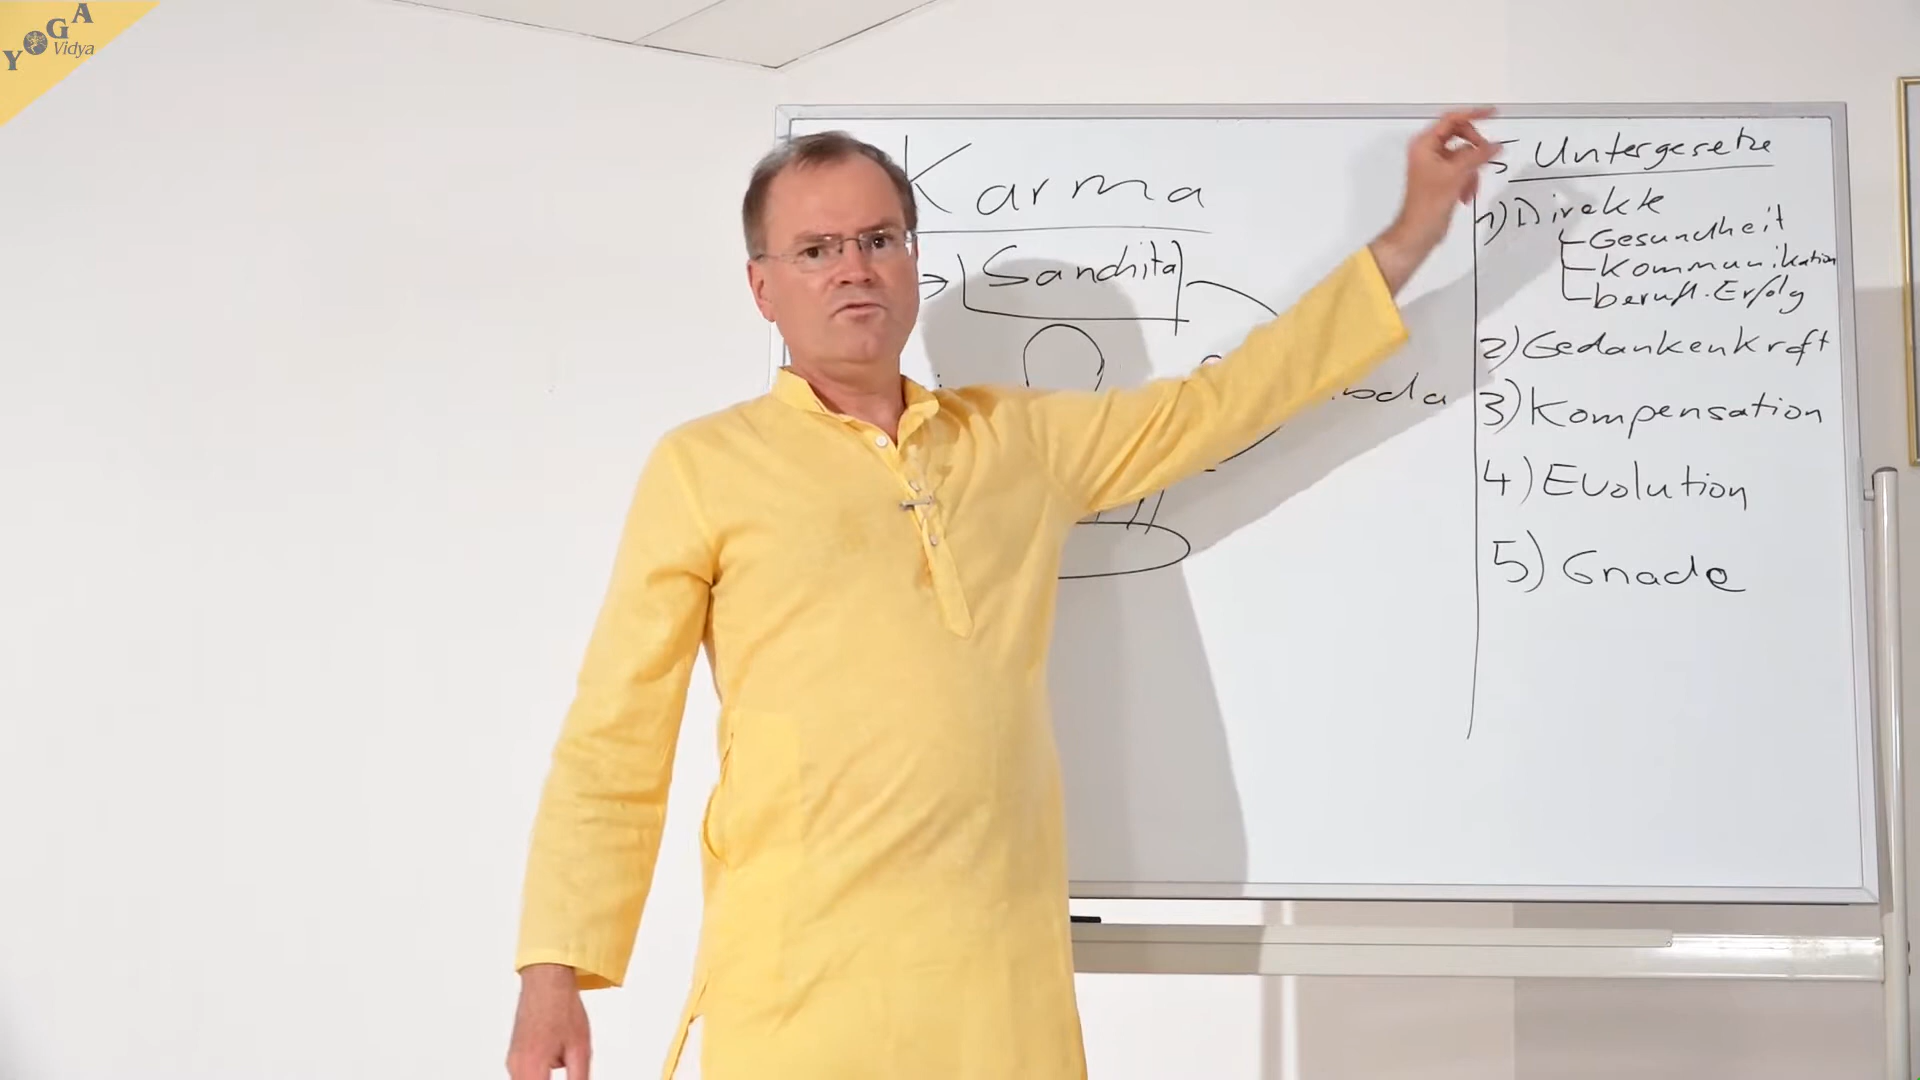 YOGA
Vidya
Karma
Sanchita
5 Untergesetze
1) Direkte
Gesundheit
Kommunikation
berufl. Erfolg
2) Gedankenkraft
3) Kompensation
4) Evolution
5) Gnade